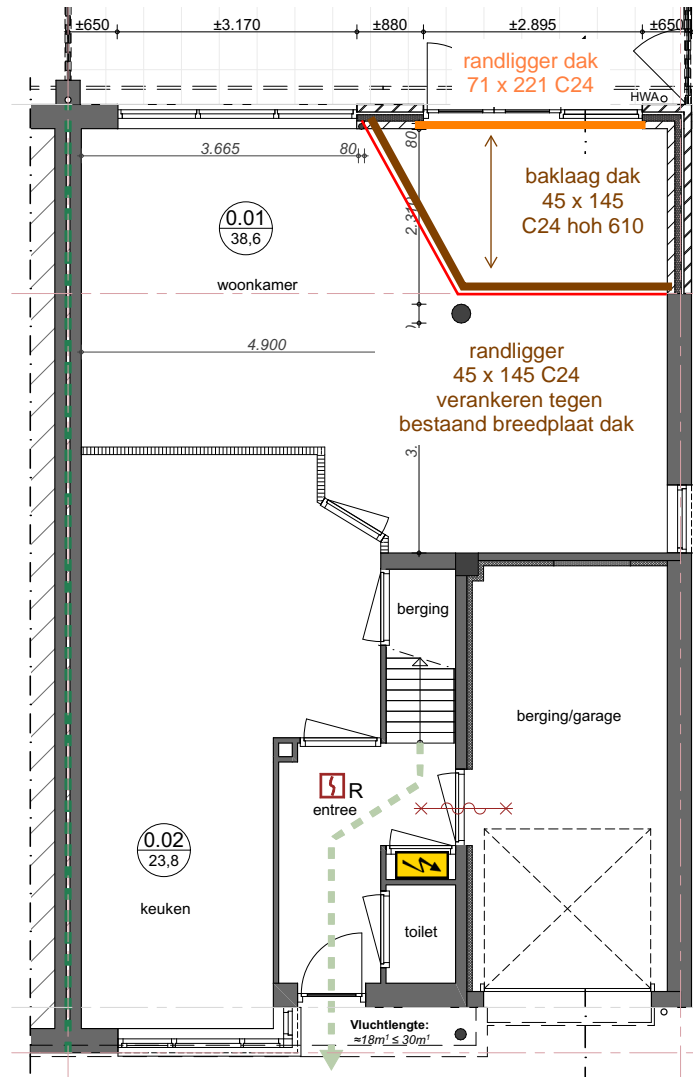 ±650
±3.170
±880
±2.895
±650
randligger dak
71 x 221 C24
HWA
3.665
80
80
baklaag dak
45 x 145
C24 hoh 610
0.01
38,6
woonkamer
4.900
randligger
45 x 145 C24
verankeren tegen
bestaand breedplaat dak
3.
berging
berging/garage
R
entree
0.02
23,8
keuken
toilet
Vluchtlengte:
≈18m¹ ≤ 30m¹